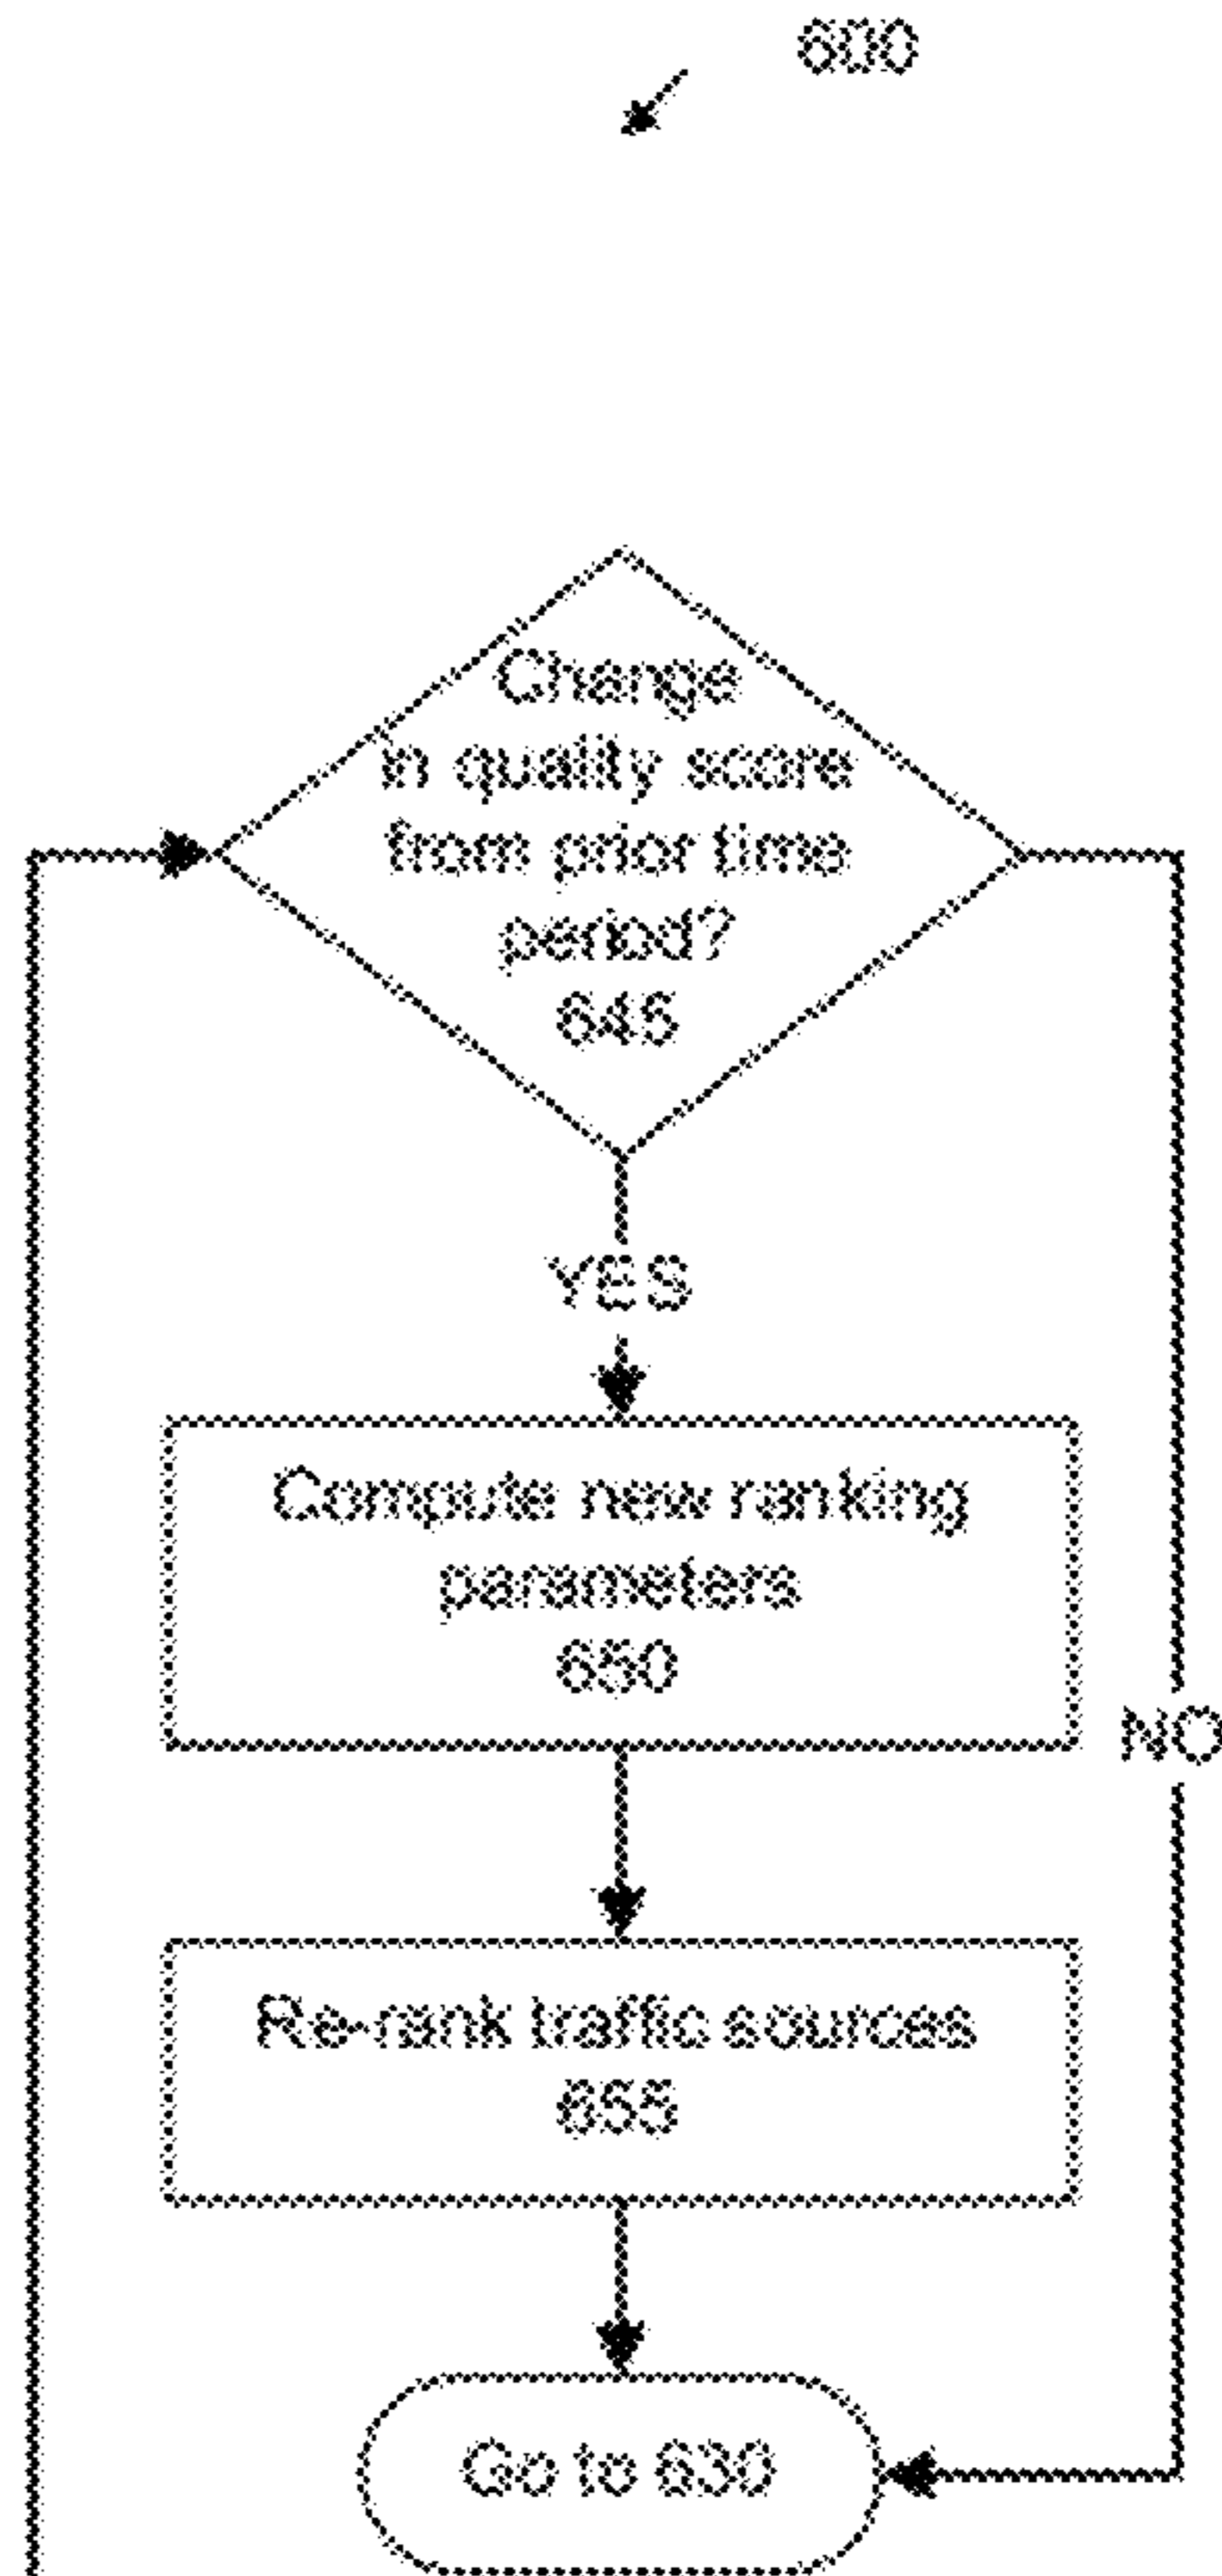 600
Change
in quality score
from prior time
period?
645
YES
Compute new ranking
parameters
650
NO
Re-rank traffic sources
655
Go to 630